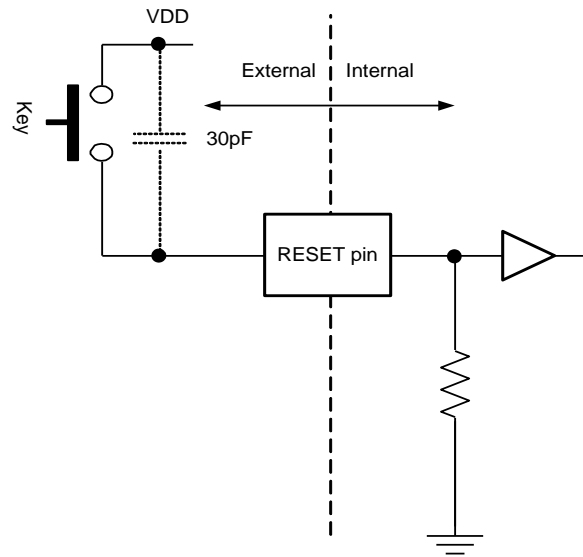 VDD
External
Internal
Key
30pF
RESET pin